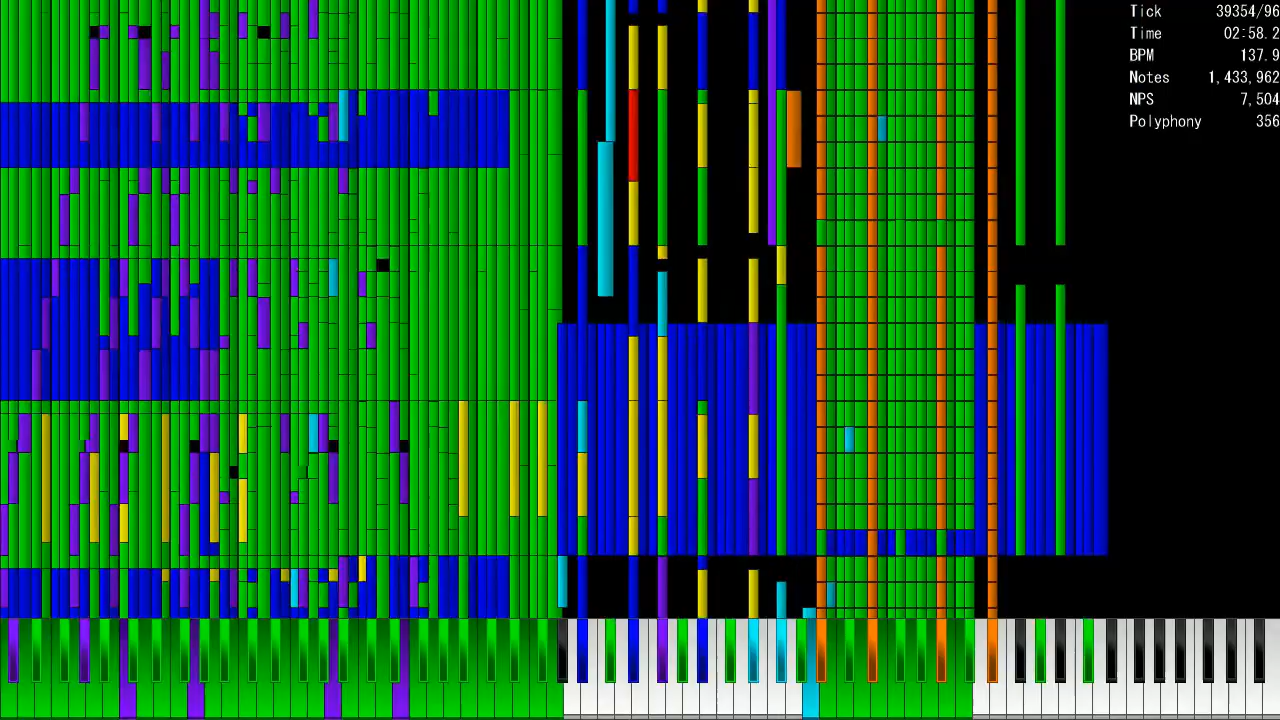 Tick 39354/96
Time 02:58.2
BPM 137.9
Notes 1,433,962
NPS 7,504
Polyphony 356